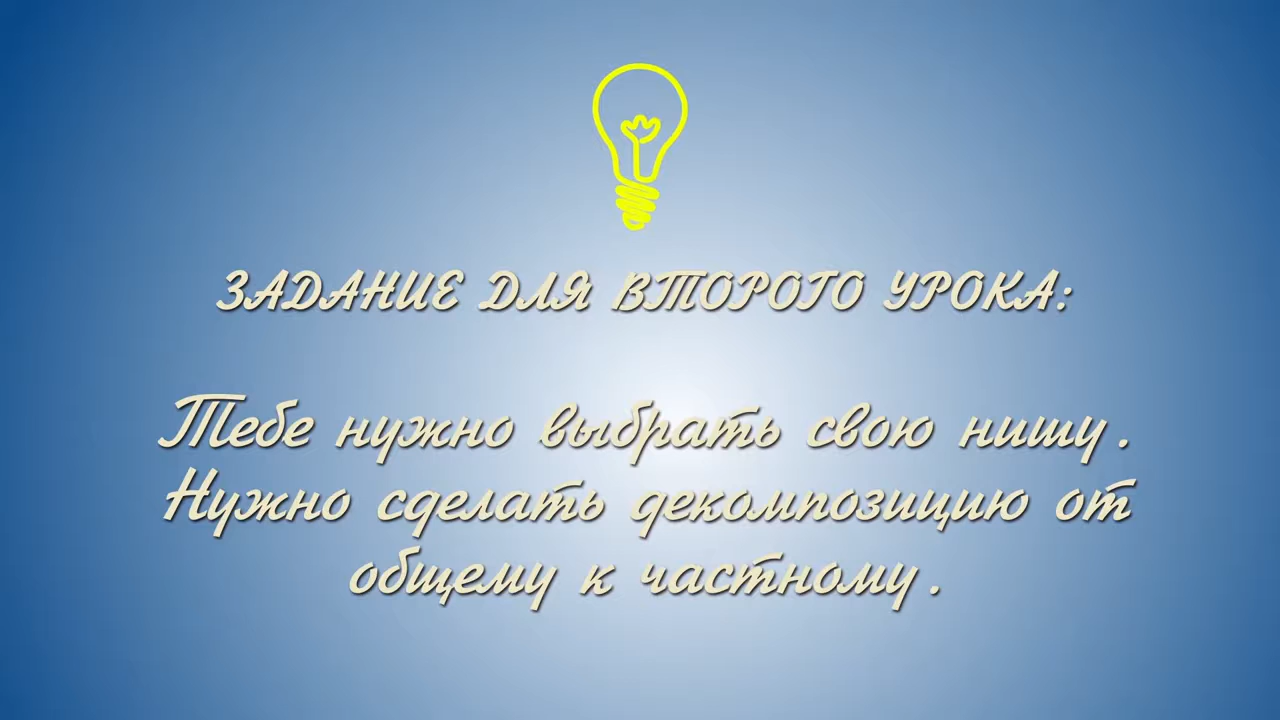 ЗАДАНИЕ ДЛЯ ВТОРОГО УРОКА:
Тебе нужно выбрать свою нишу.
Нужно сделать декомпозицию от
общему к частному.